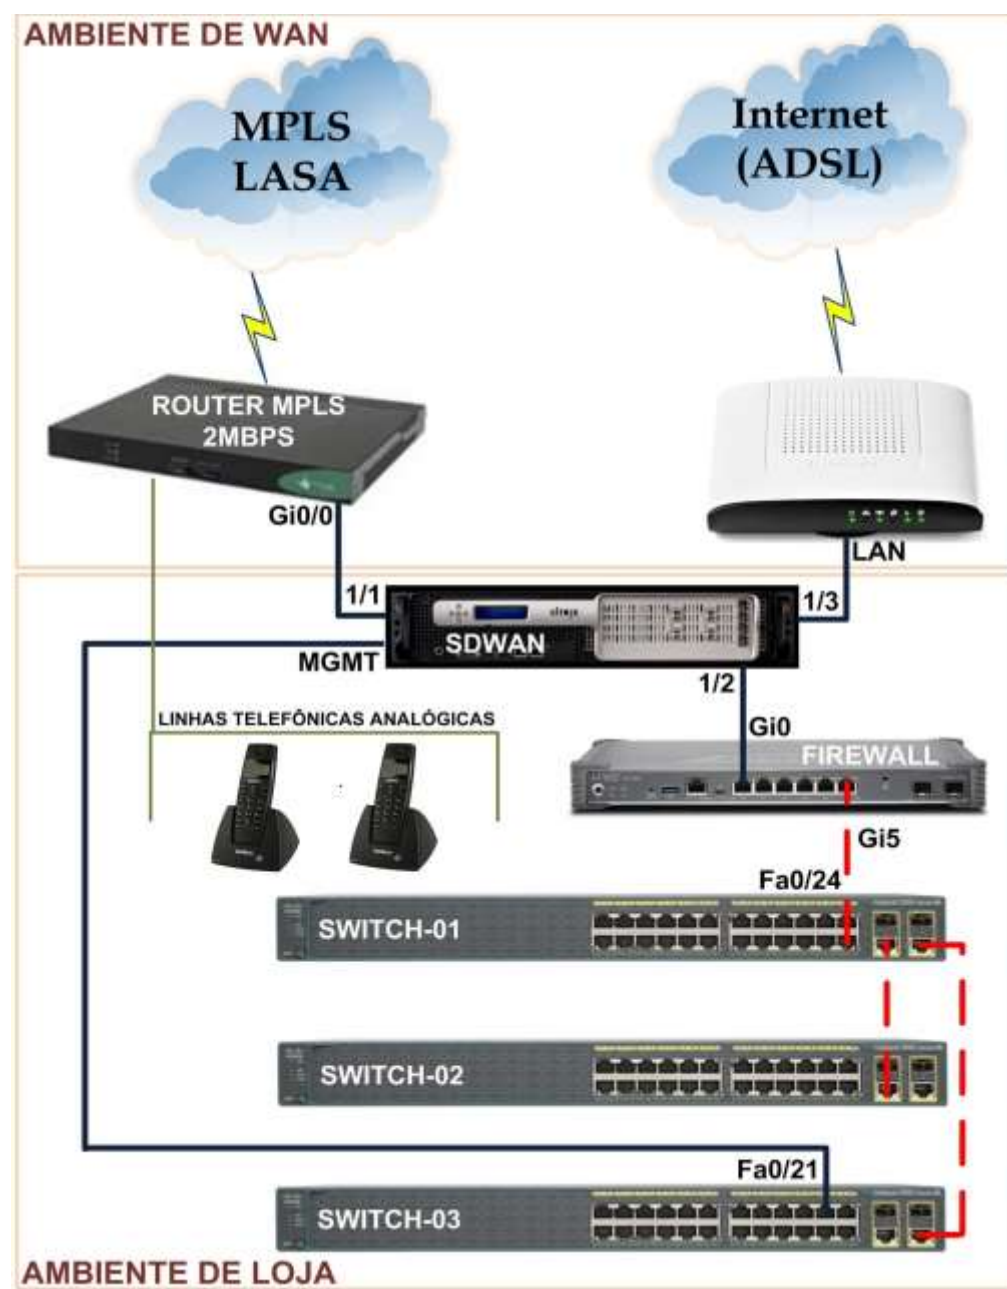 AMBIENTE DE WAN
MPLS
LASA
Internet
(ADSL)
ROUTER MPLS
2MBPS
Gi0/0
LAN
1/1
1/3
citrix
SDWAN
MGMT
1/2
LINHAS TELEFÔNICAS ANALÓGICAS
Gi0
FIREWALL
Gi5
Fa0/24
SWITCH-01
SWITCH-02
Fa0/21
SWITCH-03
AMBIENTE DE LOJA